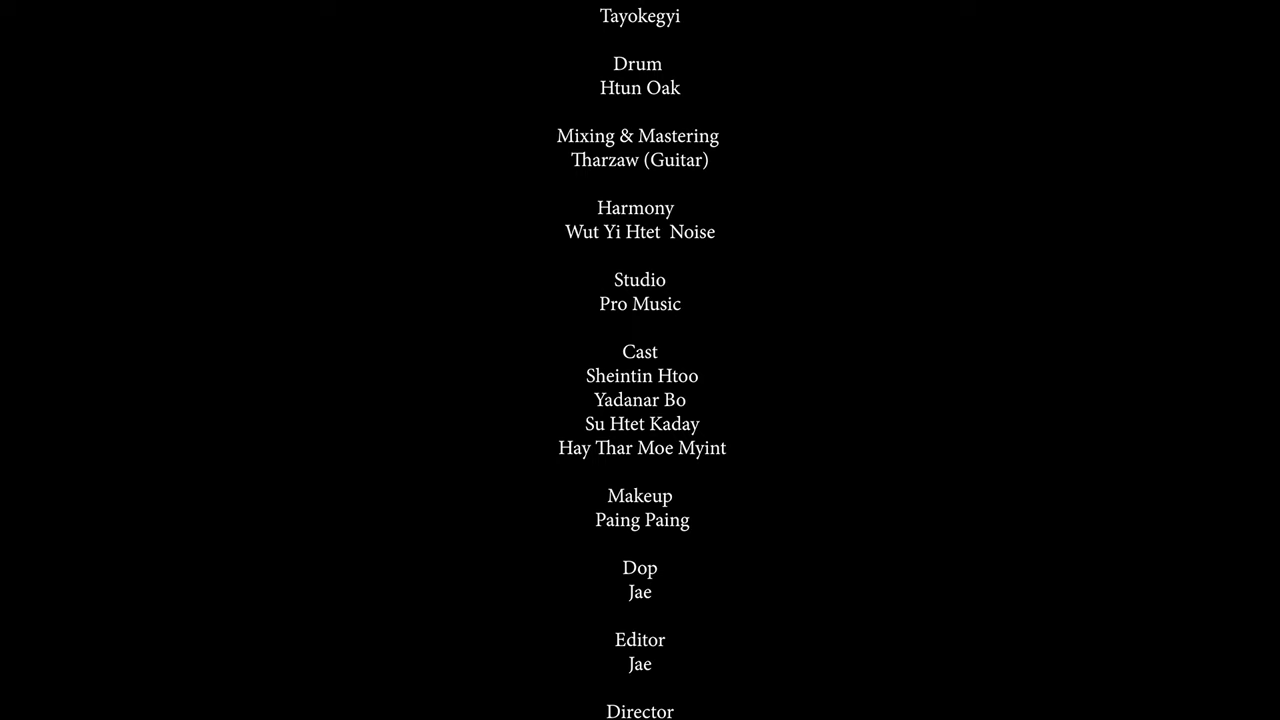 Tayokegyi
Drum
Htun Oak
Mixing & Mastering
Tharzaw (Guitar)
Harmony
Wut Yi Htet  Noise
Studio
Pro Music
Cast
Sheintin Htoo
Yadanar Bo
Su Htet Kaday
Hay Thar Moe Myint
Makeup
Paing Paing
Dop
Jae
Editor
Jae
Director